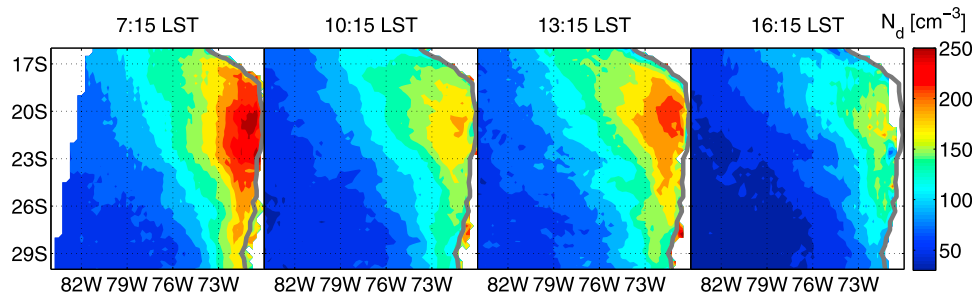 7:15 LST 10:15 LST 13:15 LST 16:15 LST N_d [cm⁻³]
17S 250
20S 200
23S 150
26S 100
29S 50
82W 79W 76W 73W 82W 79W 76W 73W 82W 79W 76W 73W 82W 79W 76W 73W